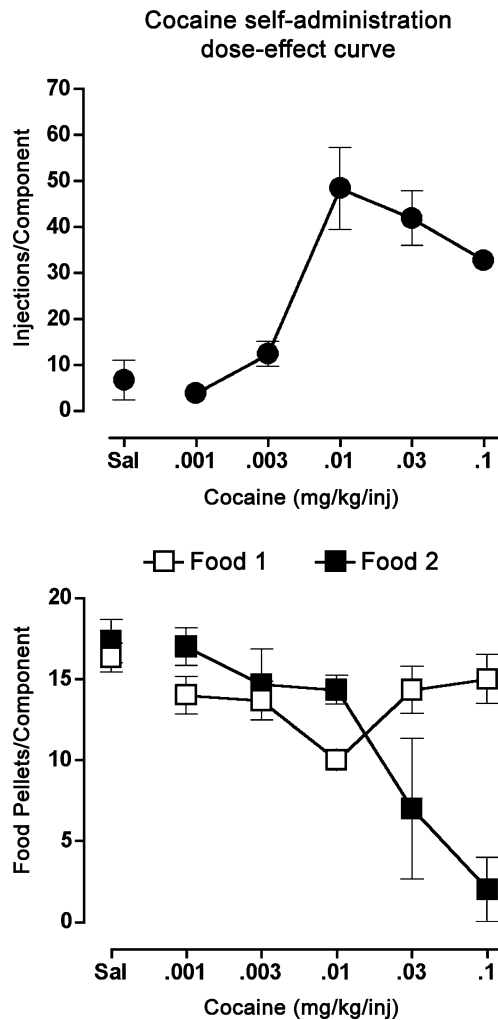 Cocaine self-administration
dose-effect curve
Injections/Component
70
60
50
40
30
20
10
0
Sal .001 .003 .01 .03 .1
Cocaine (mg/kg/inj)
Food 1 Food 2
Food Pellets/Component
20
15
10
5
0
Sal .001 .003 .01 .03 .1
Cocaine (mg/kg/inj)